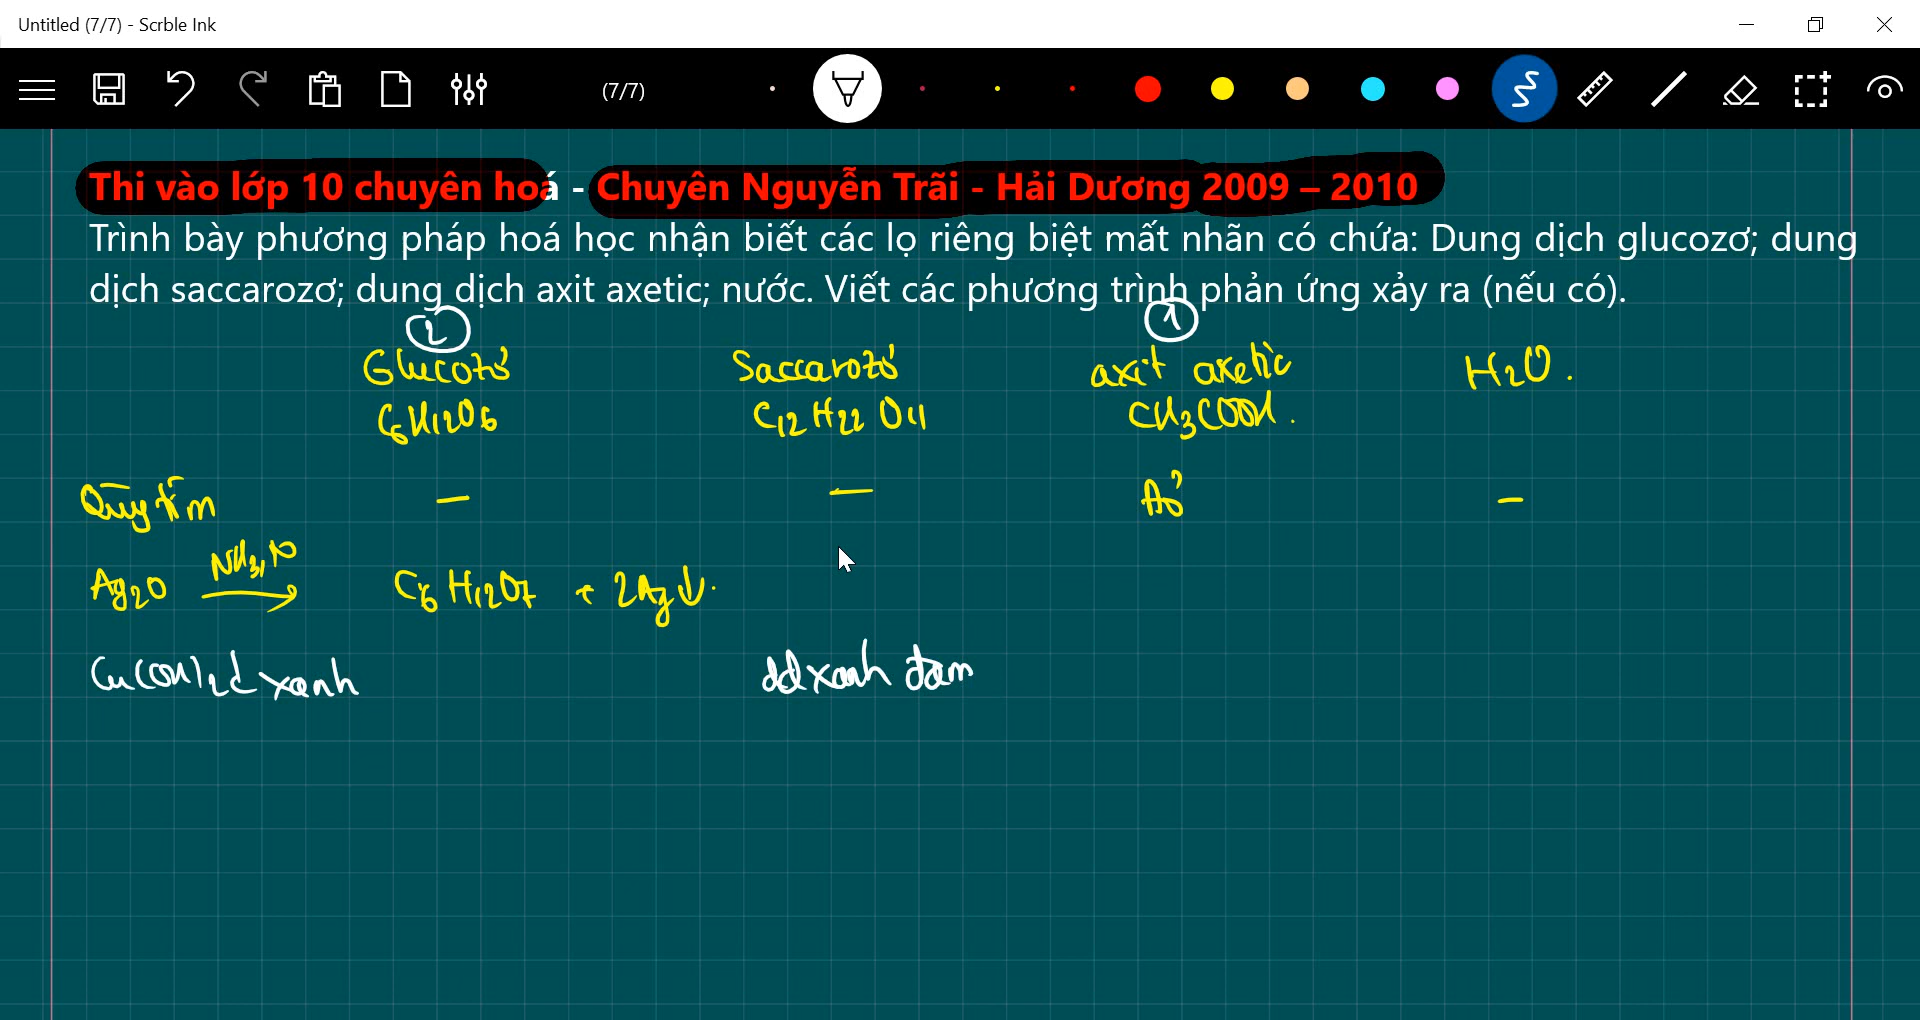 Untitled (7/7) - Scrble Ink
(7/7)
Thi vào lớp 10 chuyên hoá - Chuyên Nguyễn Trãi - Hải Dương 2009 – 2010
Trình bày phương pháp hoá học nhận biết các lọ riêng biệt mất nhãn có chứa: Dung dịch glucozơ; dung
dịch saccarozơ; dung dịch axit axetic; nước. Viết các phương trình phản ứng xảy ra (nếu có).
2 1
Glucozơ Saccarozơ axit axetic H2O.
C6H12O6 C12H22O11 CH3COOH.
Quỳ tím — — đỏ —
Ag2O NH3, to → C6H12O7 + 2Ag↓.
Cu(OH)2↓ xanh dd xanh đam